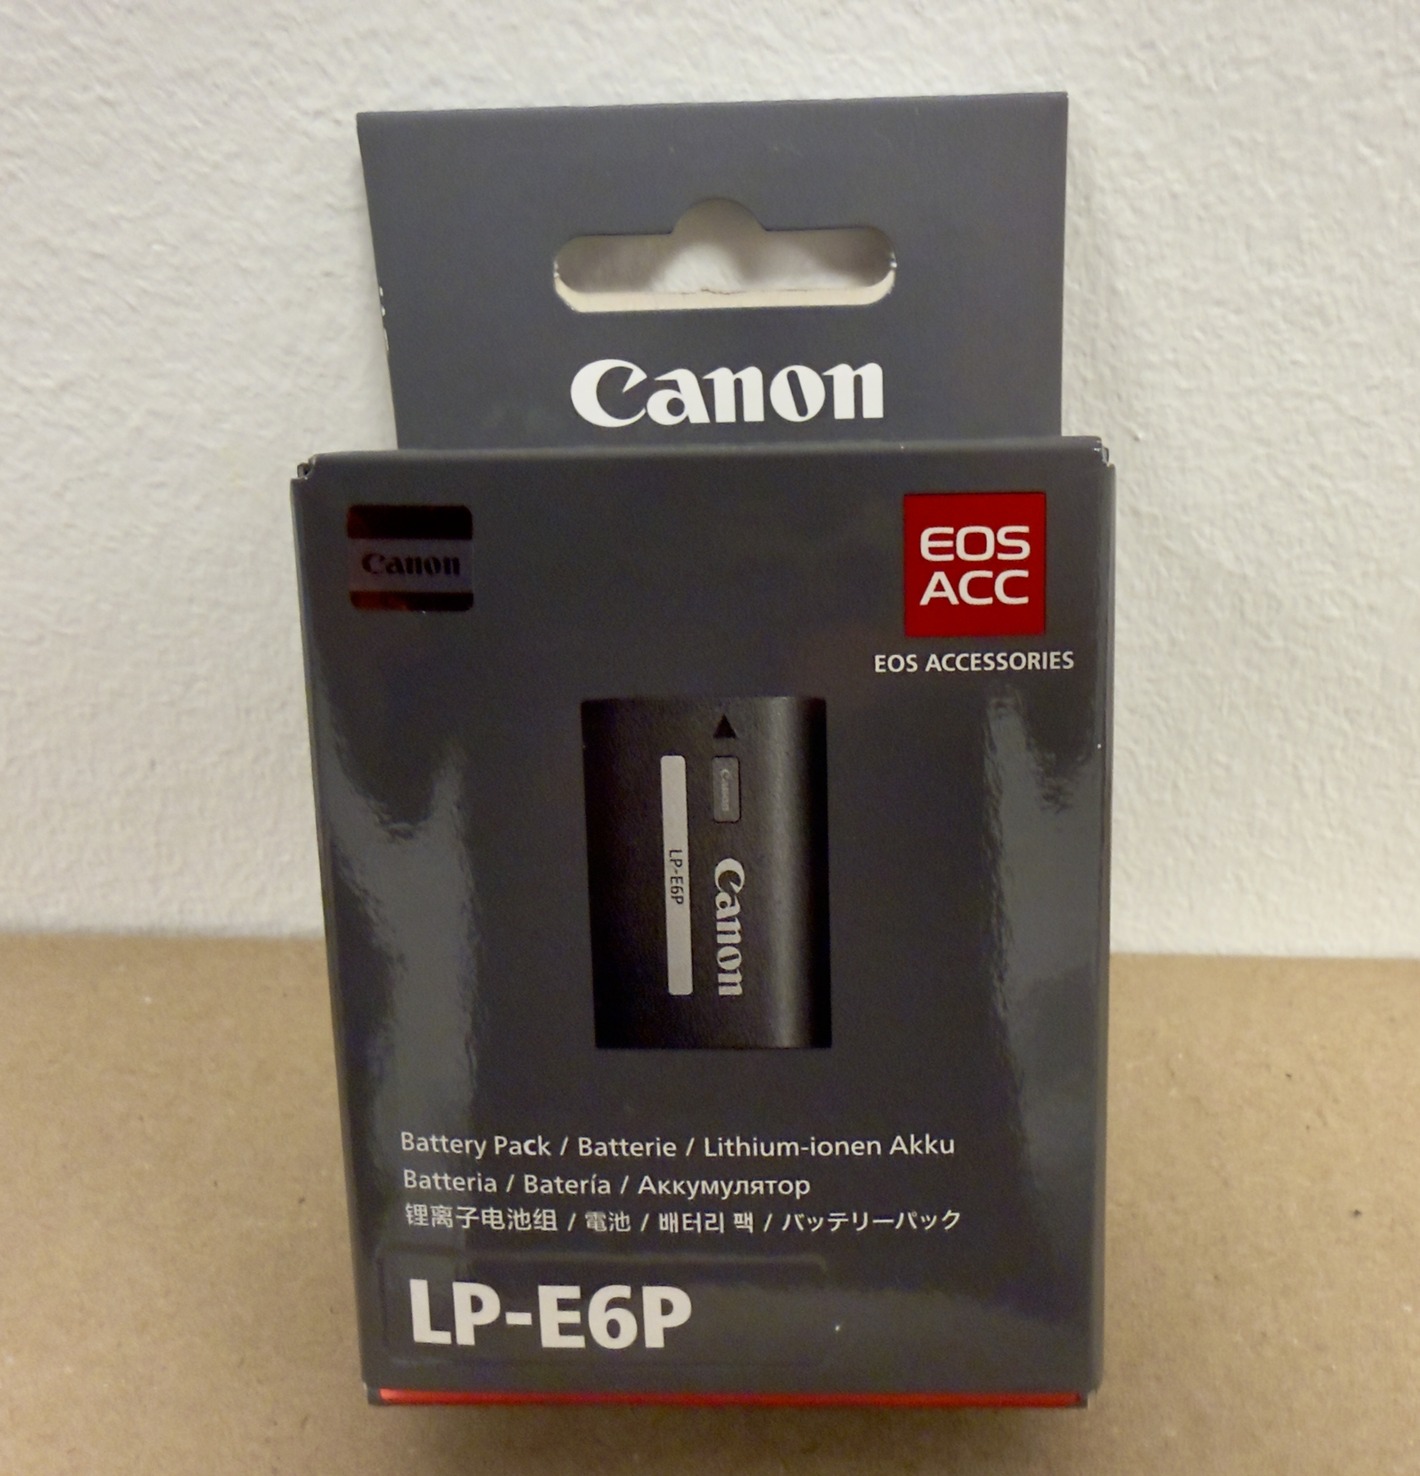 Canon
Canon
EOS
ACC
EOS ACCESSORIES
Canon
LP-E6P
Canon
Battery Pack / Batterie / Lithium-ionen Akku
Batteria / Batería / Аккумулятор
锂离子电池组 / 電池 / 배터리 팩 / バッテリーパック
LP-E6P